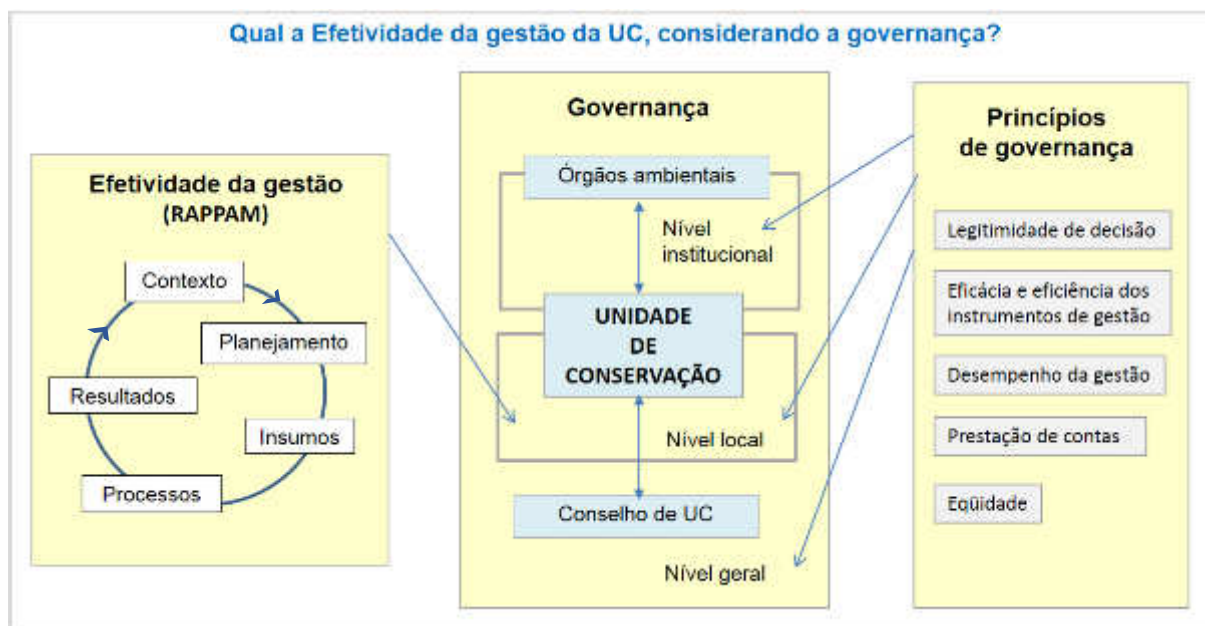 Qual a Efetividade da gestão da UC, considerando a governança?
Efetividade da gestão
(RAPPAM)
Contexto
Planejamento
Insumos
Processos
Resultados
Governança
Órgãos ambientais
Nível
institucional
UNIDADE
DE
CONSERVAÇÃO
Nível local
Conselho de UC
Nível geral
Princípios
de governança
Legitimidade de decisão
Eficácia e eficiência dos
instrumentos de gestão
Desempenho da gestão
Prestação de contas
Eqüidade